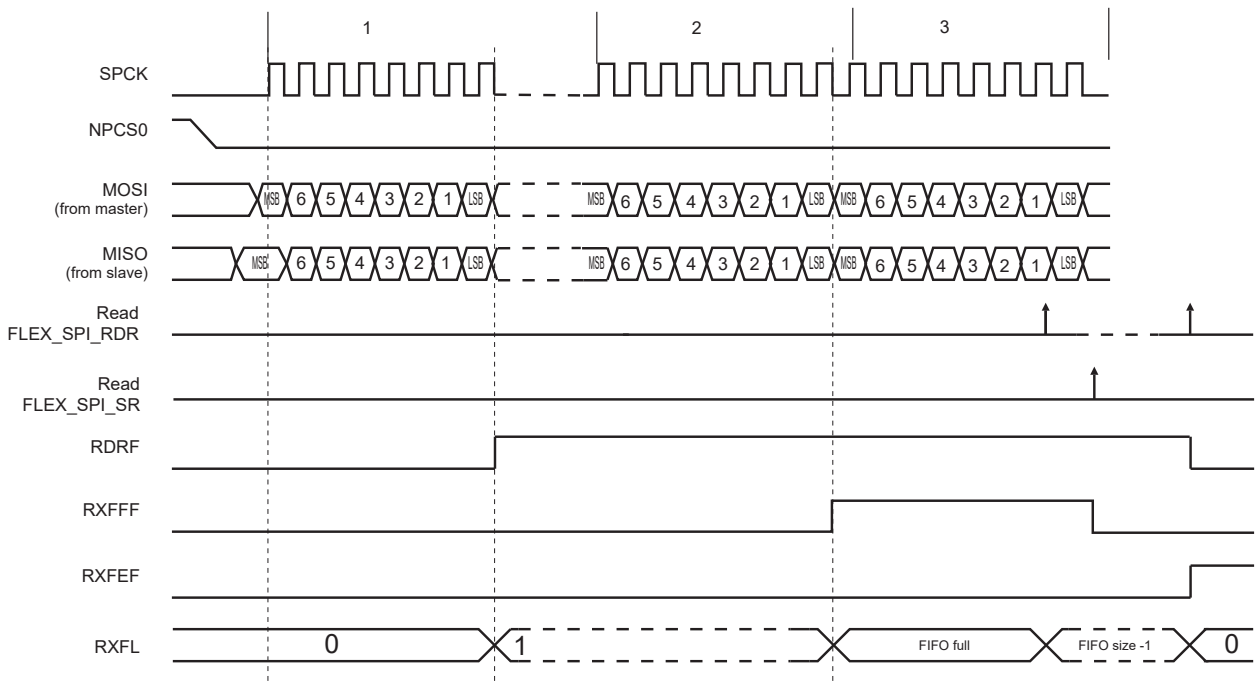 1 2 3
SPCK
NPCS0
MOSI
(from master)
MSB 6 5 4 3 2 1 LSB MSB 6 5 4 3 2 1 LSB MSB 6 5 4 3 2 1 LSB
MISO
(from slave)
MSB 6 5 4 3 2 1 LSB MSB 6 5 4 3 2 1 LSB MSB 6 5 4 3 2 1 LSB
Read
FLEX_SPI_RDR
Read
FLEX_SPI_SR
RDRF
RXFFF
RXFEF
RXFL 0 1 FIFO full FIFO size -1 0